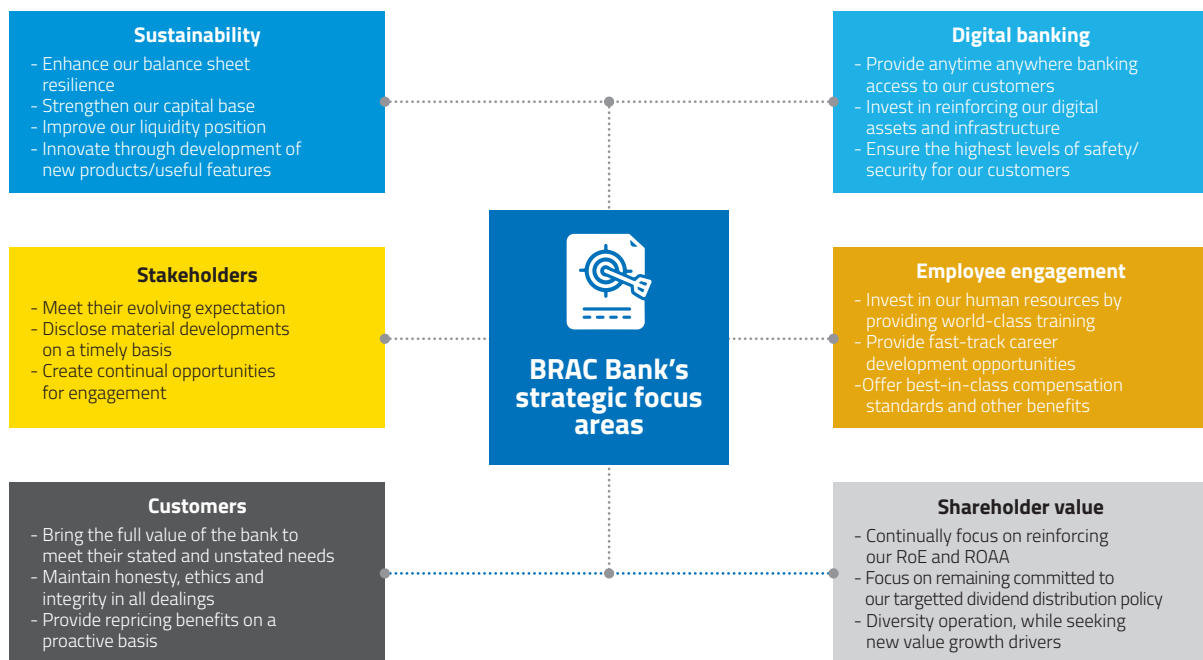 Sustainability
- Enhance our balance sheet
resilience
- Strengthen our capital base
- Improve our liquidity position
- Innovate through development of
new products/useful features
Digital banking
- Provide anytime anywhere banking
access to our customers
- Invest in reinforcing our digital
assets and infrastructure
- Ensure the highest levels of safety/
security for our customers
Stakeholders
- Meet their evolving expectation
- Disclose material developments
on a timely basis
- Create continual opportunities
for engagement
BRAC Bank's
strategic focus
areas
Employee engagement
- Invest in our human resources by
providing world-class training
- Provide fast-track career
development opportunities
-Offer best-in-class compensation
standards and other benefits
Customers
- Bring the full value of the bank to
meet their stated and unstated needs
- Maintain honesty, ethics and
integrity in all dealings
- Provide repricing benefits on a
proactive basis
Shareholder value
- Continually focus on reinforcing
our RoE and ROAA
- Focus on remaining committed to
our targetted dividend distribution policy
- Diversity operation, while seeking
new value growth drivers